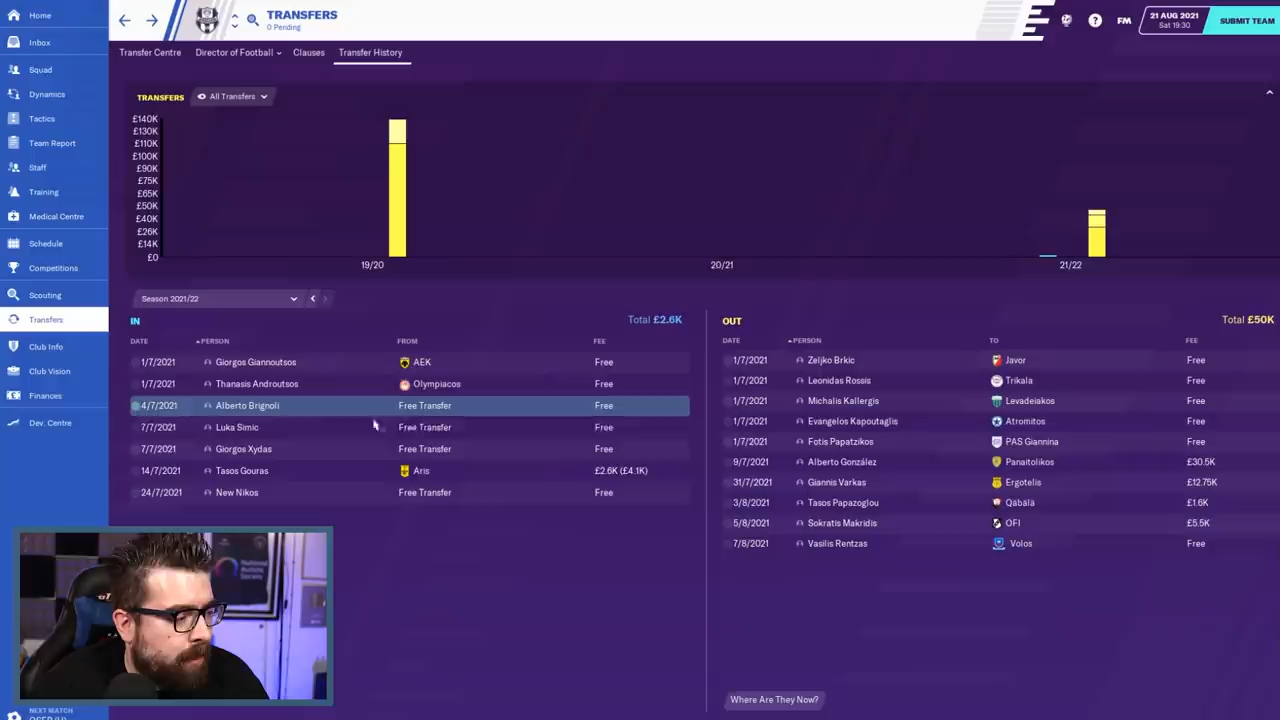 Home
Inbox
Squad
Dynamics
Tactics
Team Report
Staff
Training
Medical Centre
Schedule
Competitions
Scouting
Transfers
Club Info
Club Vision
Finances
Dev. Centre
NEXT MATCH
TRANSFERS
0 Pending
FM
21 AUG 2021
Sat 19:30
SUBMIT TEAM
Transfer Centre Director of Football Clauses Transfer History
TRANSFERS All Transfers
£140K
£130K
£110K
£100K
£90K
£75K
£65K
£50K
£40K
£26K
£14K
£0
19/20 20/21 21/22
Season 2021/22
IN Total £2.6K
DATE PERSON FROM FEE
1/7/2021 Giorgos Giannoutsos AEK Free
1/7/2021 Thanasis Androutsos Olympiacos Free
4/7/2021 Alberto Brignoli Free Transfer Free
7/7/2021 Luka Simic Free Transfer Free
7/7/2021 Giorgos Xydas Free Transfer Free
14/7/2021 Tasos Gouras Aris £2.6K (£4.1K)
24/7/2021 New Nikos Free Transfer Free
OUT Total £50K
DATE PERSON TO FEE
1/7/2021 Zeljko Brkic Javor Free
1/7/2021 Leonidas Rossis Trikala Free
1/7/2021 Michalis Kallergis Levadeiakos Free
1/7/2021 Evangelos Kapoutaglis Atromitos Free
1/7/2021 Fotis Papatzikos PAS Giannina Free
9/7/2021 Alberto González Panaitolikos £30.5K
31/7/2021 Giannis Varkas Ergotelis £12.75K
3/8/2021 Tasos Papazoglou Qäbälä £1.6K
5/8/2021 Sokratis Makridis OFI £5.5K
7/8/2021 Vasilis Rentzas Volos Free
Where Are They Now?